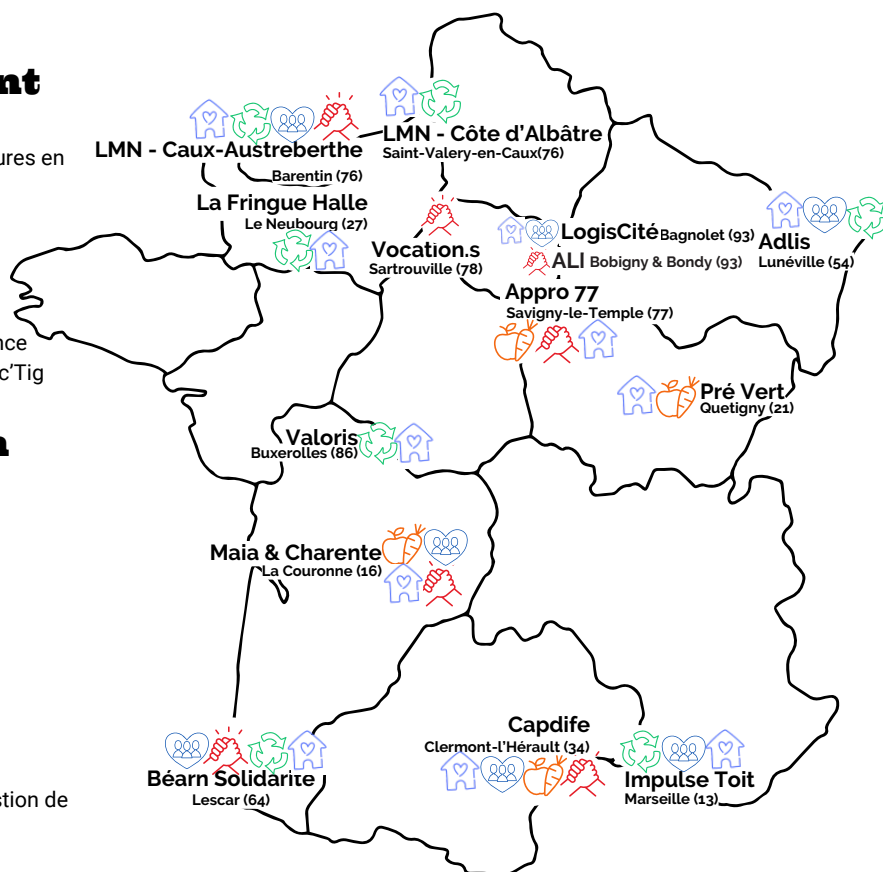 nt
ures en
nce
c'Tig
n
stion de
LMN - Caux-Austreberthe
Barentin (76)
LMN - Côte d'Albâtre
Saint-Valery-en-Caux(76)
La Fringue Halle
Le Neubourg (27)
Vocation.s
Sartrouville (78)
LogisCité Bagnolet (93)
ALI Bobigny & Bondy (93)
Adlis
Lunéville (54)
Appro 77
Savigny-le-Temple (77)
Pré Vert
Quetigny (21)
Valoris
Buxerolles (86)
Maia & Charente
La Couronne (16)
Capdife
Clermont-l'Hérault (34)
Béarn Solidarité
Lescar (64)
Impulse Toit
Marseille (13)